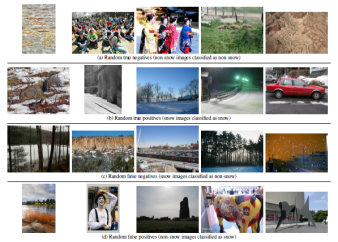 (a) Random true negatives (non-snow images classified as non-snow)
(b) Random true positives (snow images classified as snow)
(c) Random false negatives (snow images classified as non-snow)
(d) Random false positives (non-snow images classified as snow)